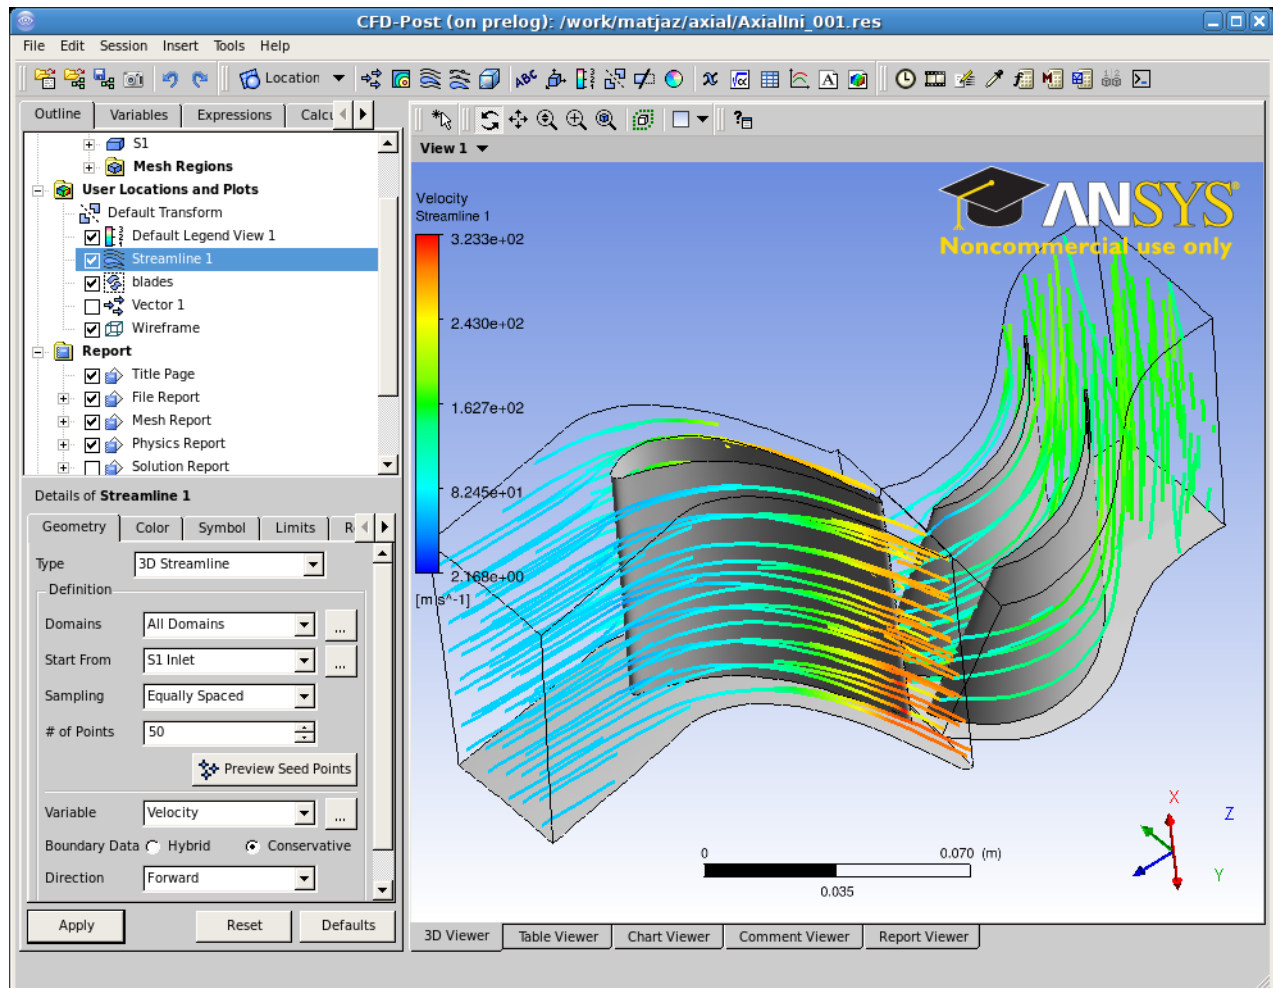 CFD-Post (on prelog): /work/matjaz/axial/AxialIni_001.res
File Edit Session Insert Tools Help
Location
Outline Variables Expressions
S1
Mesh Regions
User Locations and Plots
Default Transform
Default Legend View 1
Streamline 1
blades
Vector 1
Wireframe
Report
Title Page
File Report
Mesh Report
Physics Report
Solution Report
Details of Streamline 1
Geometry Color Symbol Limits
Type 3D Streamline
Definition
Domains All Domains ...
Start From S1 Inlet ...
Sampling Equally Spaced
# of Points 50
Preview Seed Points
Variable Velocity ...
Boundary Data Hybrid Conservative
Direction Forward
Apply Reset Defaults
View 1
Velocity
Streamline 1
3.233e+02
2.430e+02
1.627e+02
8.245e+01
2.168e+00
[m s^-1]
ANSYS
Noncommercial use only
0 0.070 (m)
0.035
X
Z
Y
3D Viewer Table Viewer Chart Viewer Comment Viewer Report Viewer